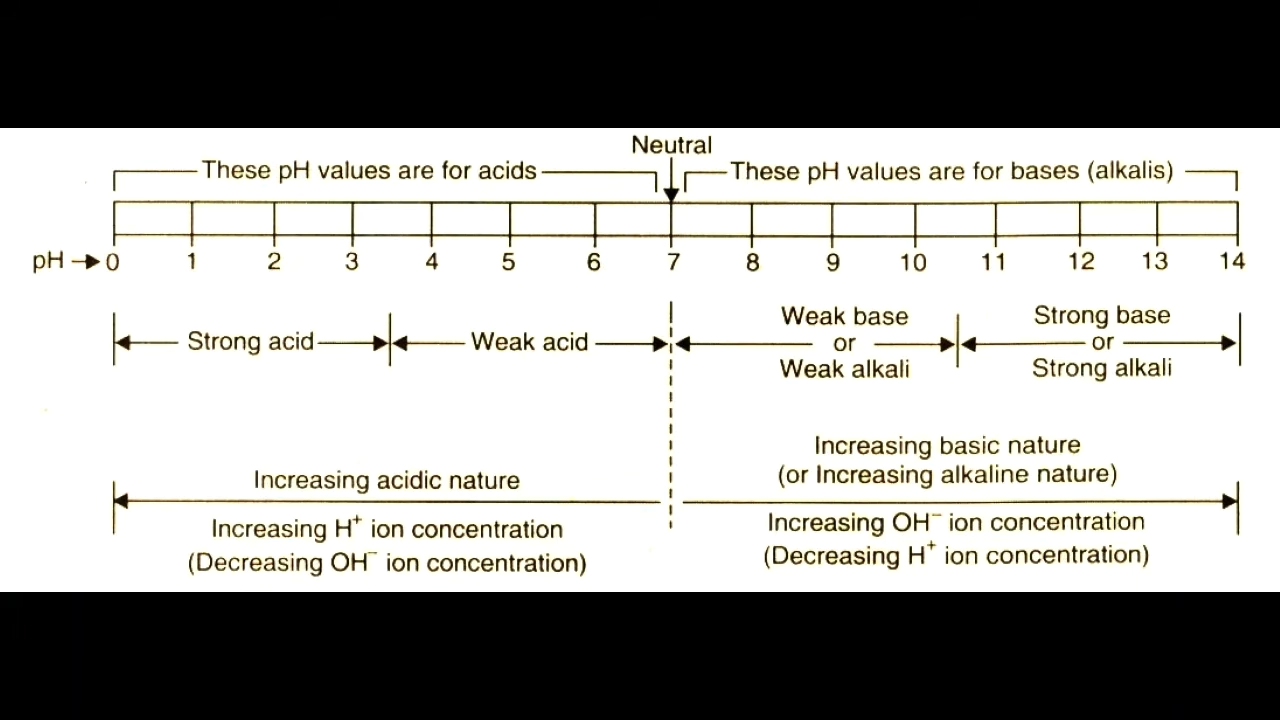 Neutral
These pH values are for acids
These pH values are for bases (alkalis)
pH → 0 1 2 3 4 5 6 7 8 9 10 11 12 13 14
Strong acid
Weak acid
Weak base
or
Weak alkali
Strong base
or
Strong alkali
Increasing acidic nature
Increasing H⁺ ion concentration
(Decreasing OH⁻ ion concentration)
Increasing basic nature
(or Increasing alkaline nature)
Increasing OH⁻ ion concentration
(Decreasing H⁺ ion concentration)